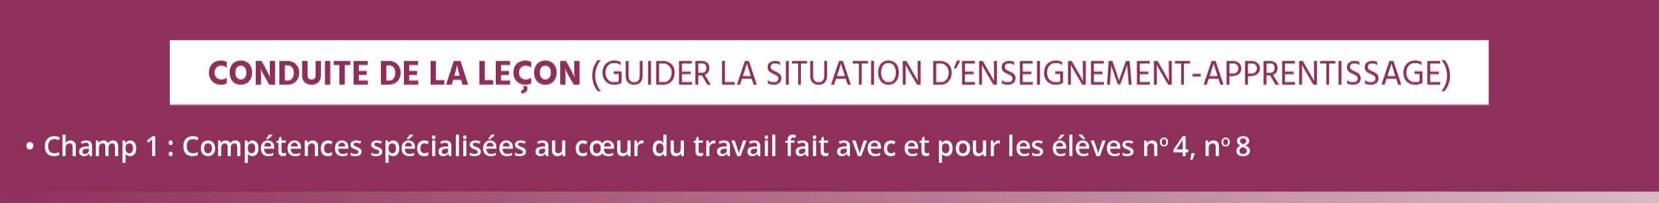 CONDUITE DE LA LEÇON (GUIDER LA SITUATION D’ENSEIGNEMENT-APPRENTISSAGE)
• Champ 1 : Compétences spécialisées au cœur du travail fait avec et pour les élèves nº 4, nº 8